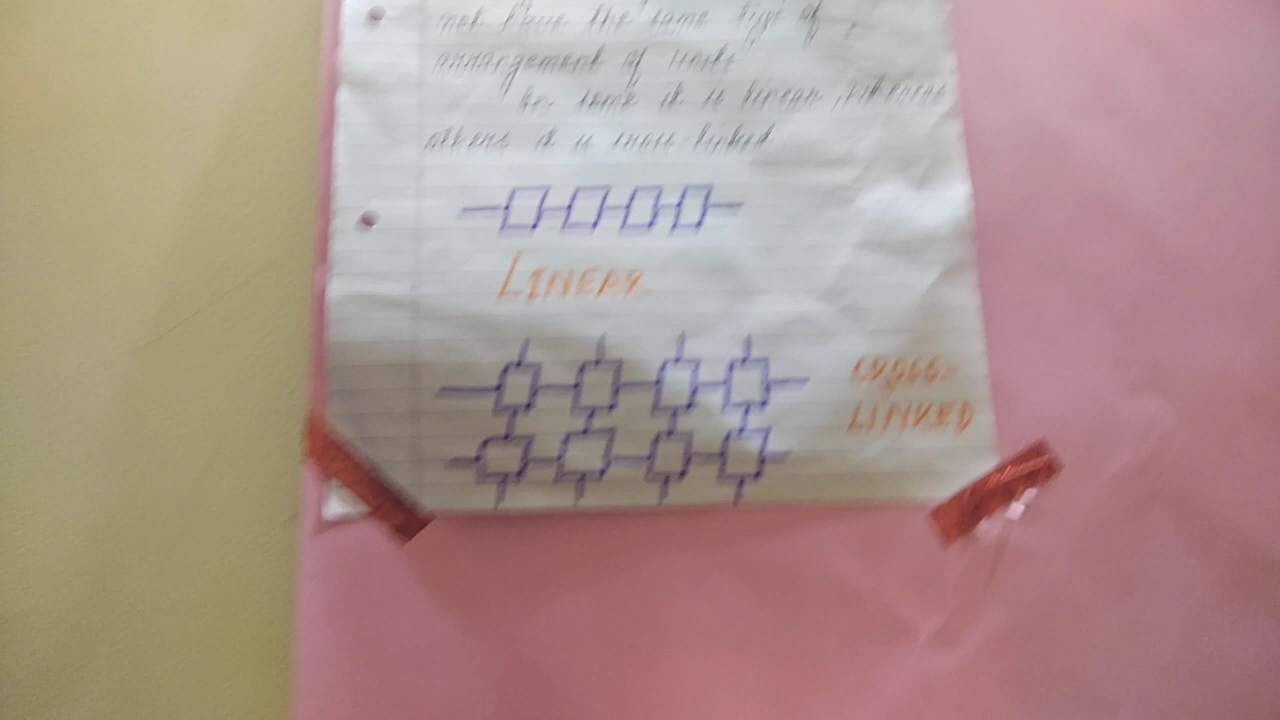 not have the same type of
arrargement of units
In some it is linear, whereas
others it is cross-linked
LINEAR
CROSS-
LINKED